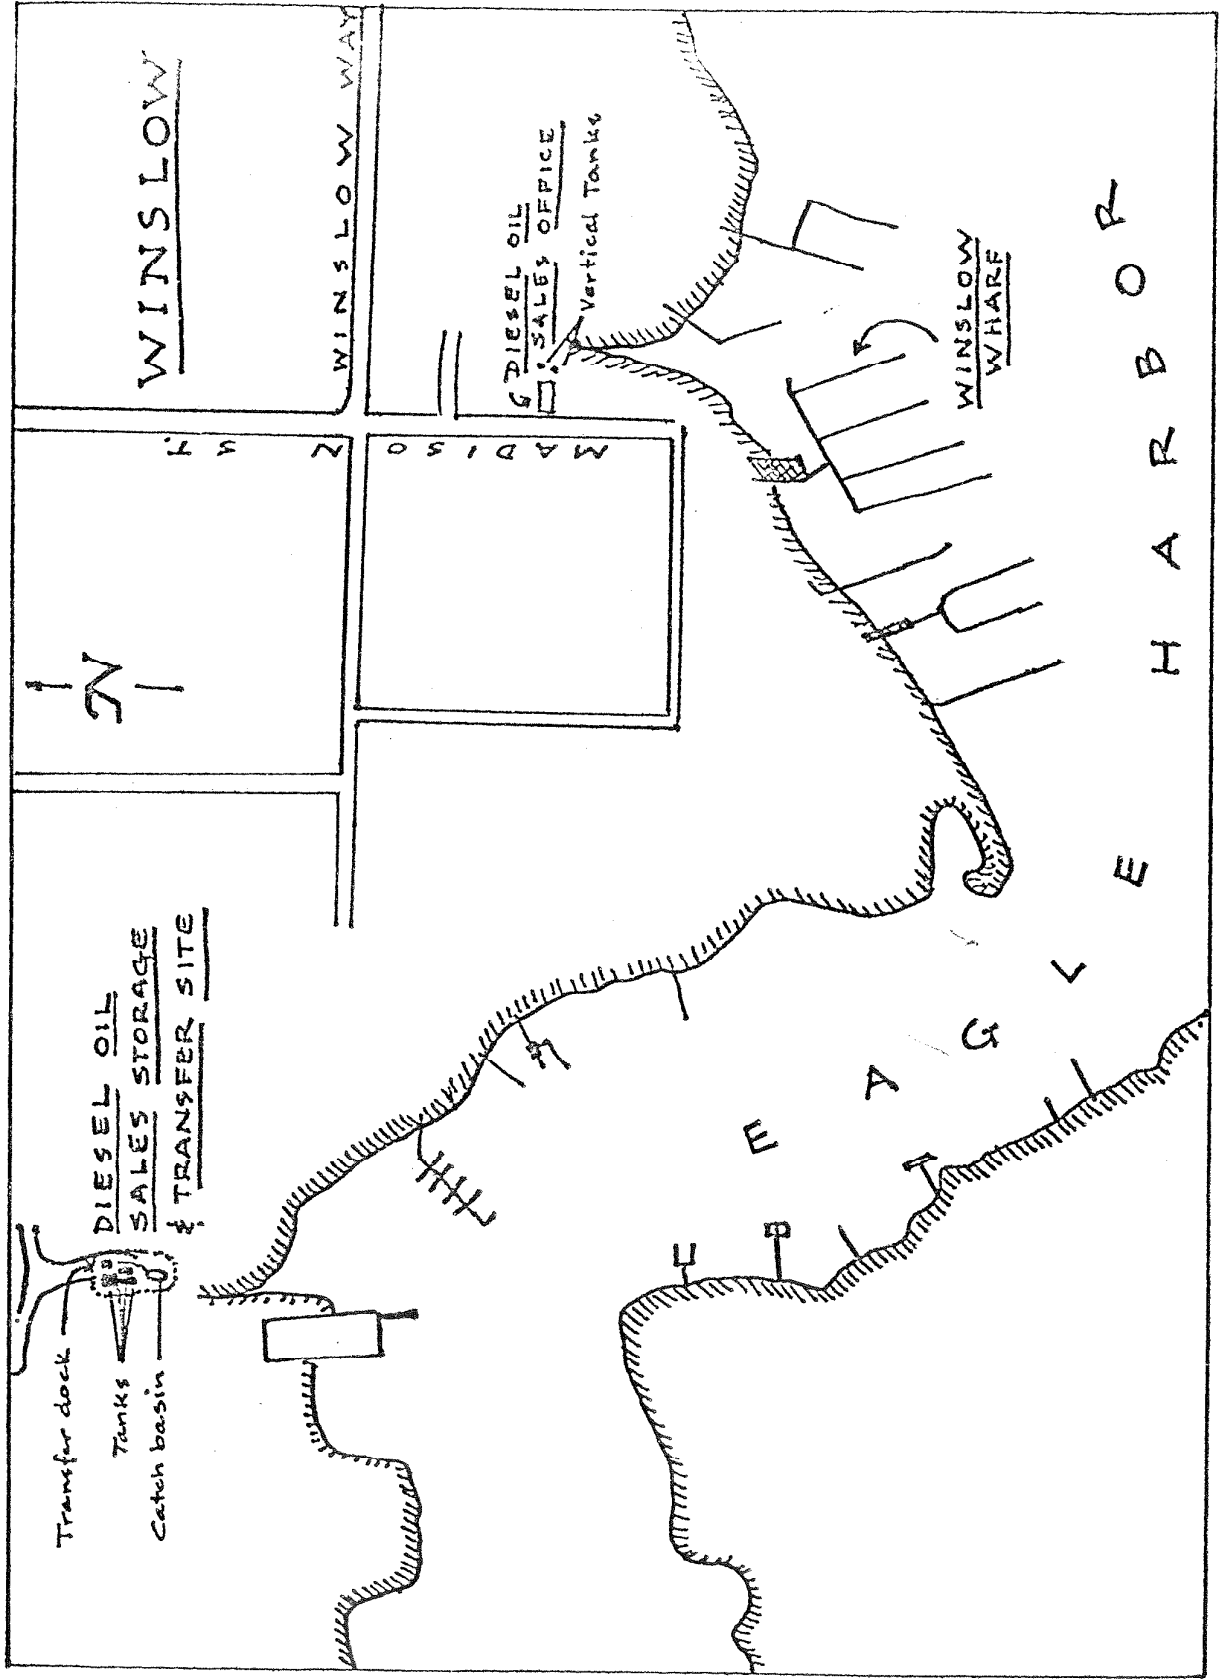 WINSLOW
WINSLOW WAY
MADISON ST.
N
G DIESEL OIL
SALES OFFICE
Vertical Tanks
WINSLOW
WHARF
DIESEL OIL
SALES STORAGE
& TRANSFER SITE
Transfer dock
Tanks
Catch basin
EAGLE HARBOR